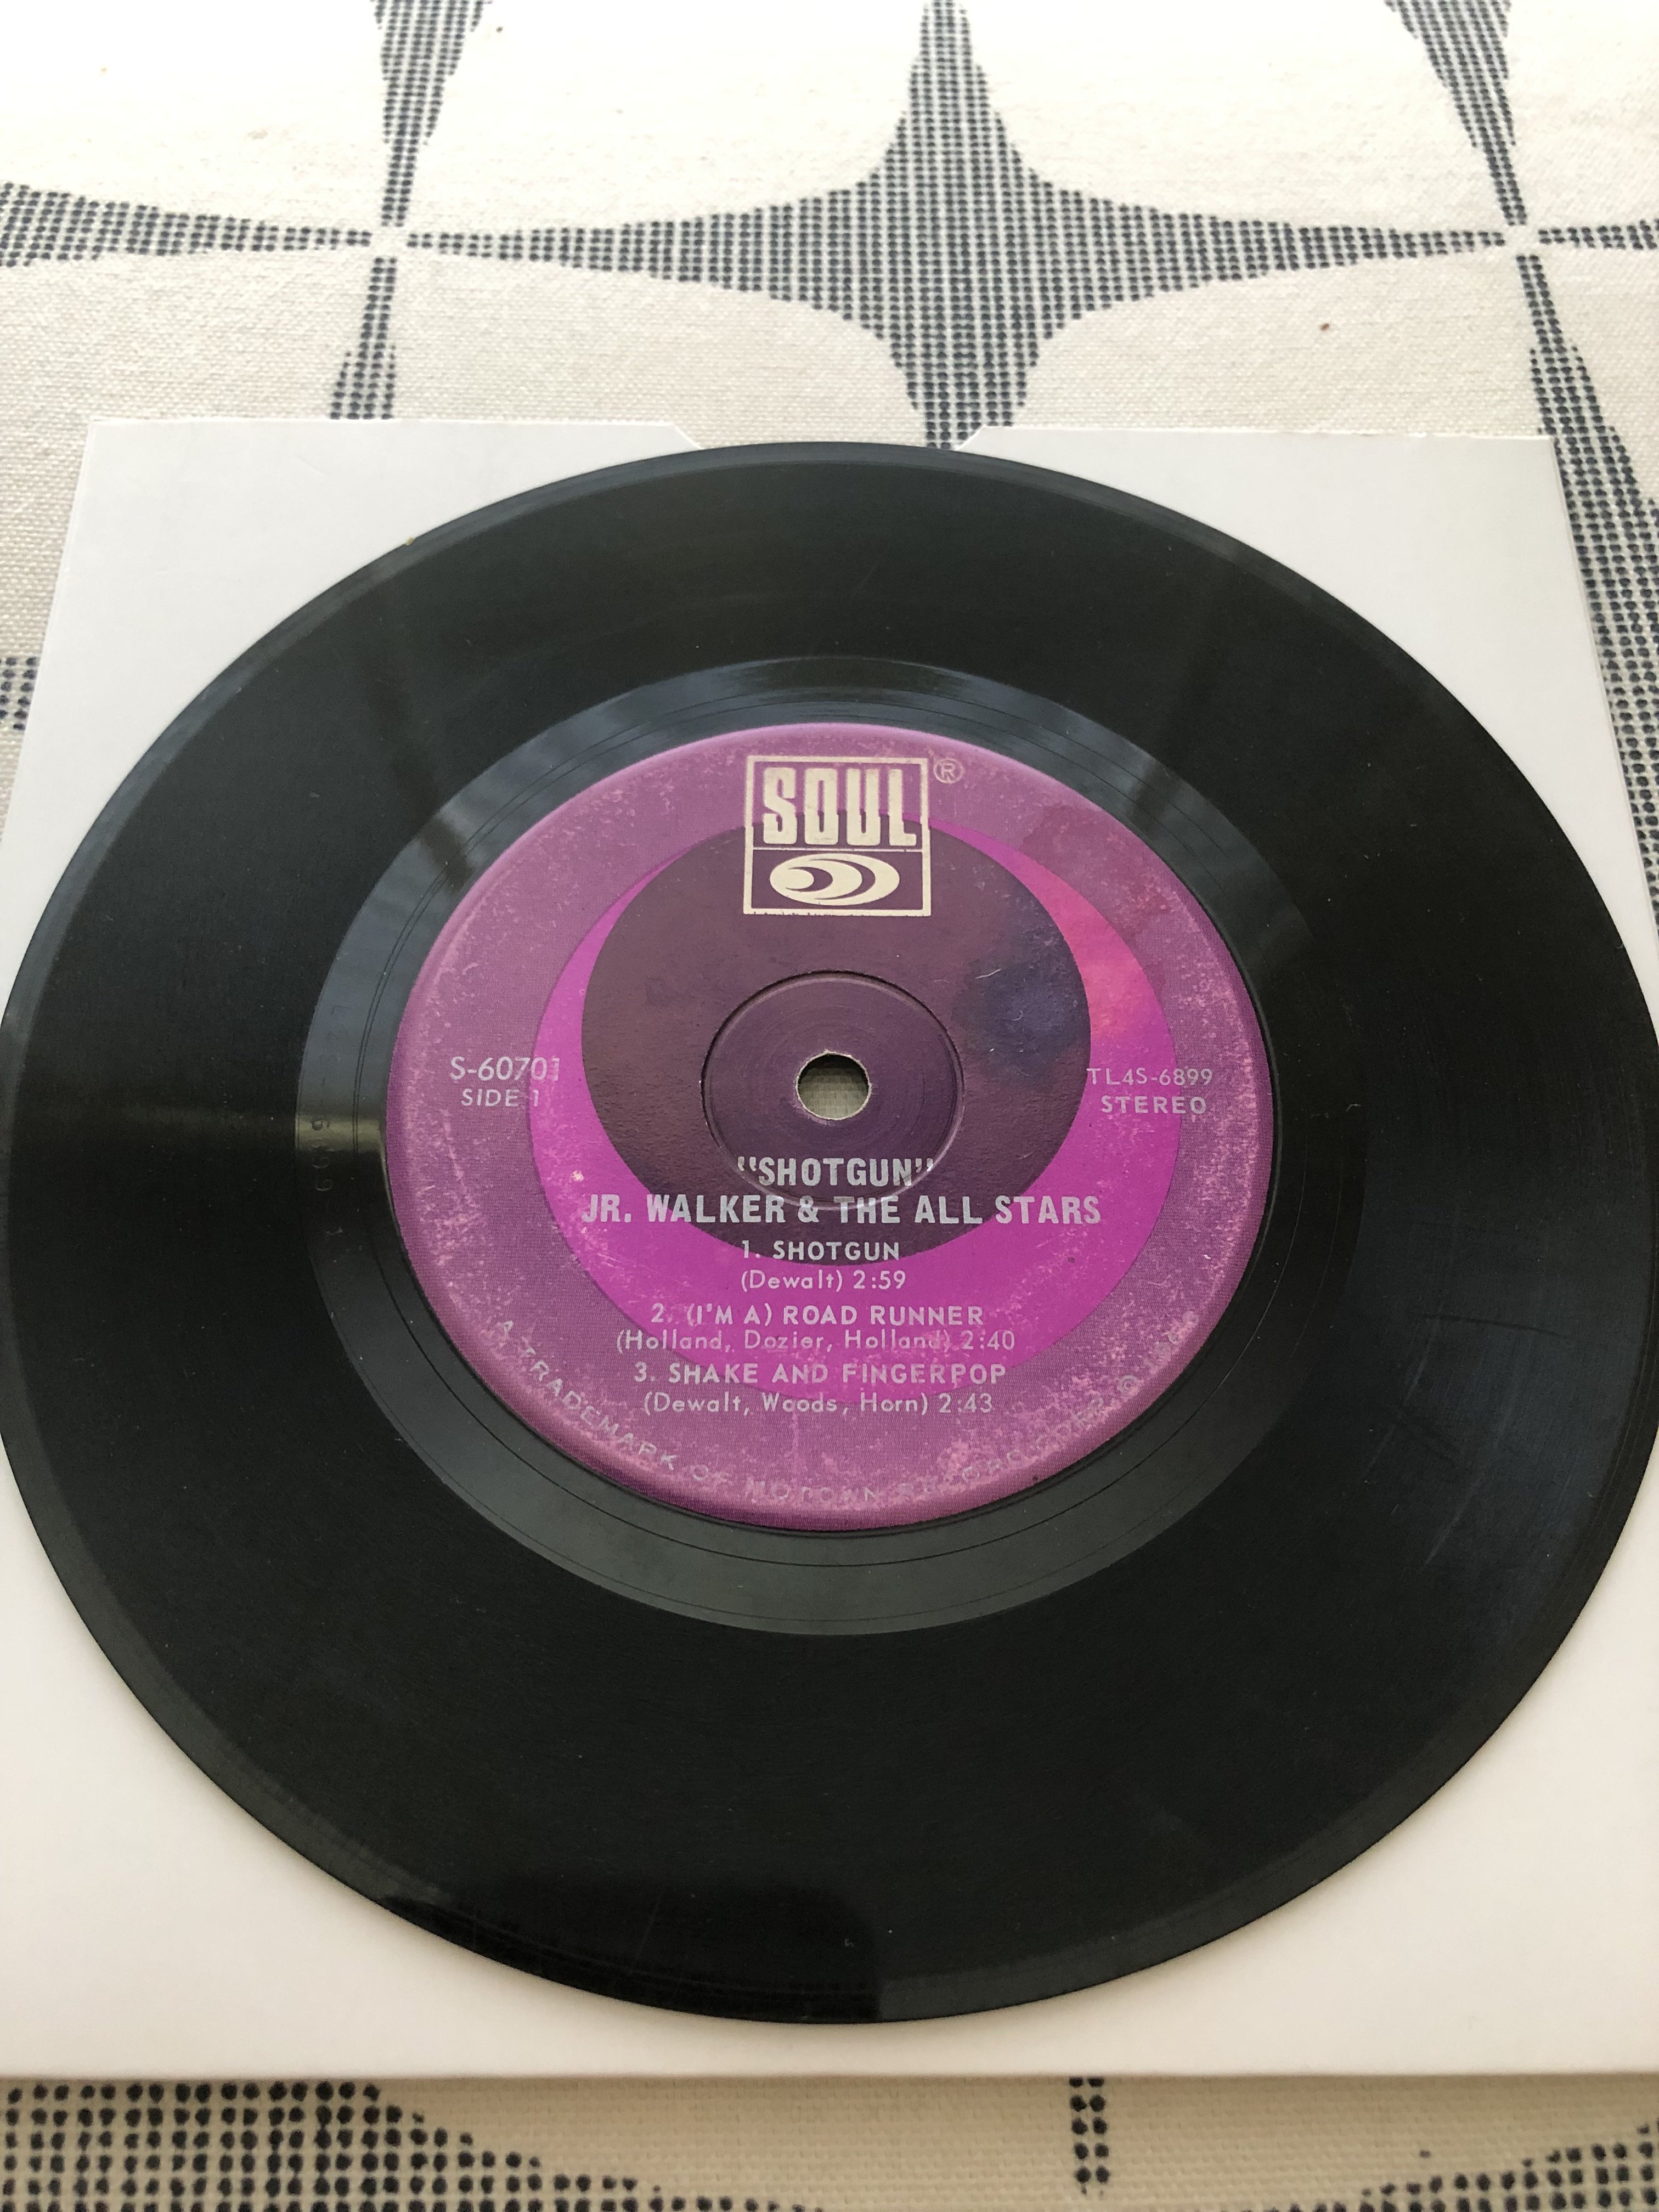 SOUL ®
S-60701
SIDE 1
TL4S-6899
STEREO
"SHOTGUN"
JR. WALKER & THE ALL STARS
1. SHOTGUN
(Dewalt) 2:59
2. (I'M A) ROAD RUNNER
(Holland, Dozier, Holland) 2:40
3. SHAKE AND FINGERPOP
(Dewalt, Woods, Horn) 2:43
A TRADEMARK OF MOTOWN